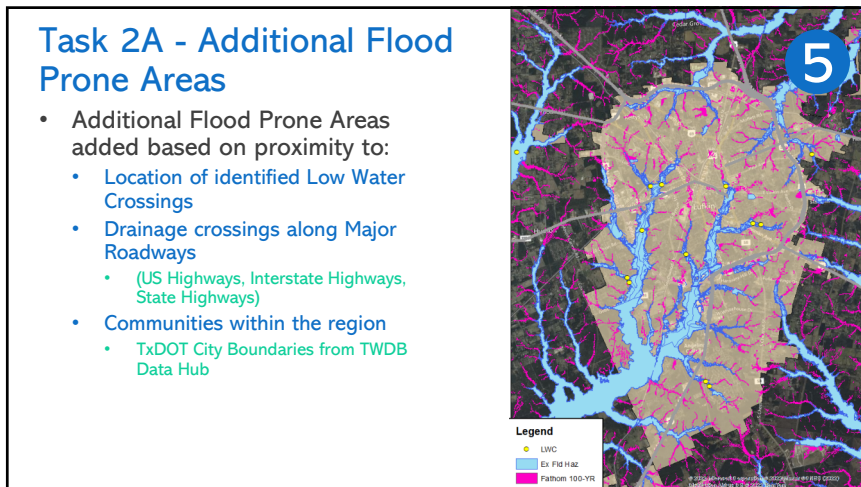 Task 2A - Additional Flood
Prone Areas
5
• Additional Flood Prone Areas
added based on proximity to:
• Location of identified Low Water
Crossings
• Drainage crossings along Major
Roadways
• (US Highways, Interstate Highways,
State Highways)
• Communities within the region
• TxDOT City Boundaries from TWDB
Data Hub
Cedar Grove
Legend
LWC
Ex Fld Haz
Fathom 100-YR